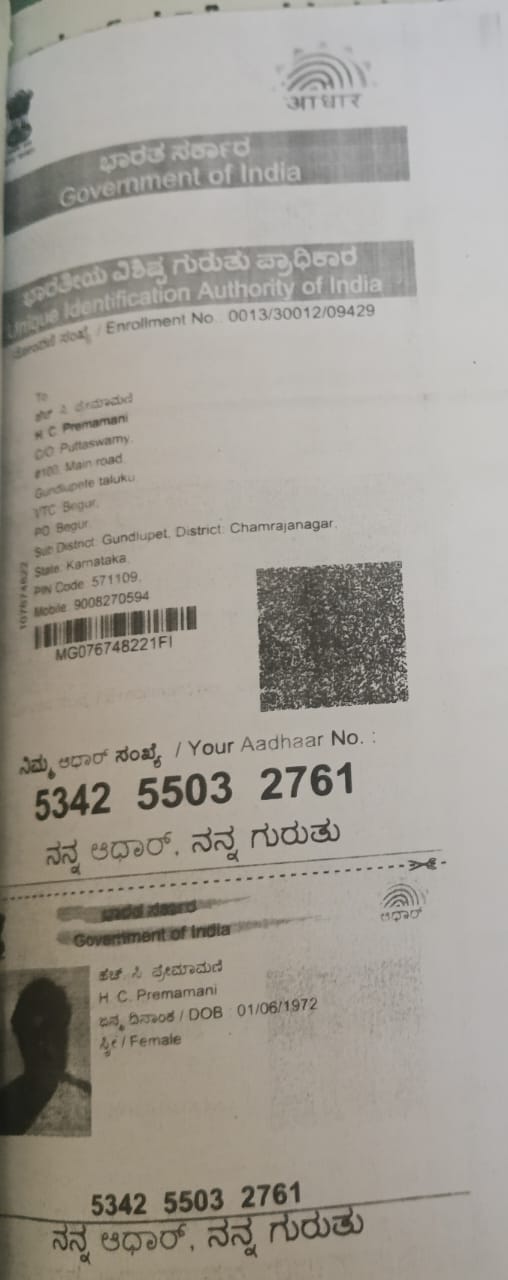 आधार
ಭಾರತ ಸರ್ಕಾರ
Government of India
ಭಾರತೀಯ ವಿಶಿಷ್ಟ ಗುರುತು ಪ್ರಾಧಿಕಾರ
Unique Identification Authority of India
ಸಂಖ್ಯೆ / Enrollment No.: 0013/30012/09429
To
ಹೆಚ್ ಸಿ ಪ್ರೇಮಾಮಣಿ
H C Premamani
C/O Puttaswamy,
#100, Main road,
Gundlupete taluku,
VTC: Begur,
PO: Begur,
Sub District: Gundlupet, District: Chamrajanagar,
State: Karnataka,
PIN Code: 571109,
Mobile: 9008270594
MG076748221FI
ನಿಮ್ಮ ಆಧಾರ್ ಸಂಖ್ಯೆ / Your Aadhaar No. :
5342 5503 2761
ನನ್ನ ಆಧಾರ್, ನನ್ನ ಗುರುತು
ಭಾರತ ಸರ್ಕಾರ
Government of India
ಆಧಾರ್
ಹೆಚ್ ಸಿ ಪ್ರೇಮಾಮಣಿ
H. C. Premamani
ಜನ್ಮ ದಿನಾಂಕ / DOB : 01/06/1972
ಸ್ತ್ರೀ / Female
5342 5503 2761
ನನ್ನ ಆಧಾರ್, ನನ್ನ ಗುರುತು